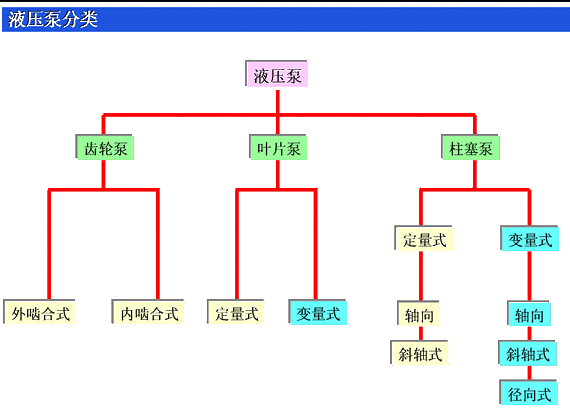 液压泵分类
液压泵
齿轮泵
叶片泵
柱塞泵
定量式
变量式
外啮合式
内啮合式
定量式
变量式
轴向
轴向
斜轴式
斜轴式
径向式